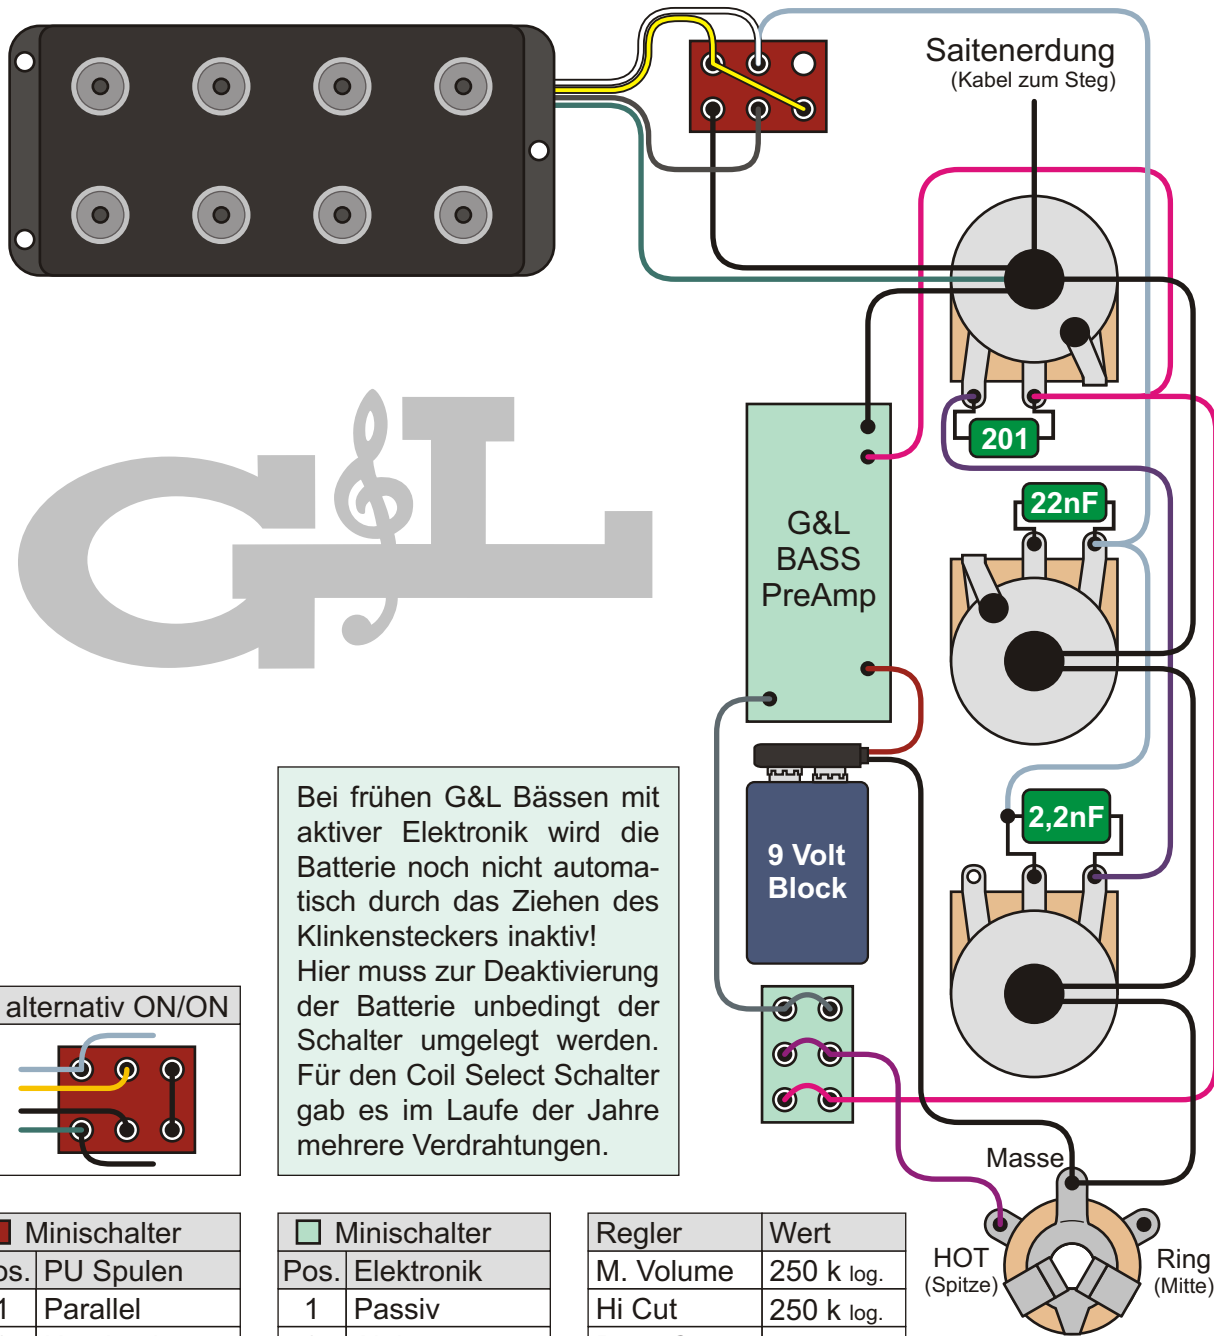 Saitenerdung
(Kabel zum Steg)
201
22nF
G&L
BASS
PreAmp
2,2nF
9 Volt
Block
Bei frühen G&L Bässen mit
aktiver Elektronik wird die
Batterie noch nicht automa-
tisch durch das Ziehen des
Klinkensteckers inaktiv!
Hier muss zur Deaktivierung
der Batterie unbedingt der
Schalter umgelegt werden.
Für den Coil Select Schalter
gab es im Laufe der Jahre
mehrere Verdrahtungen.
alternativ ON/ON
G&L
Masse
HOT
(Spitze)
Ring
(Mitte)
Minischalter
os. PU Spulen
1 Parallel
Minischalter
Pos. Elektronik
1 Passiv
Regler Wert
M. Volume 250 k log.
Hi Cut 250 k log.